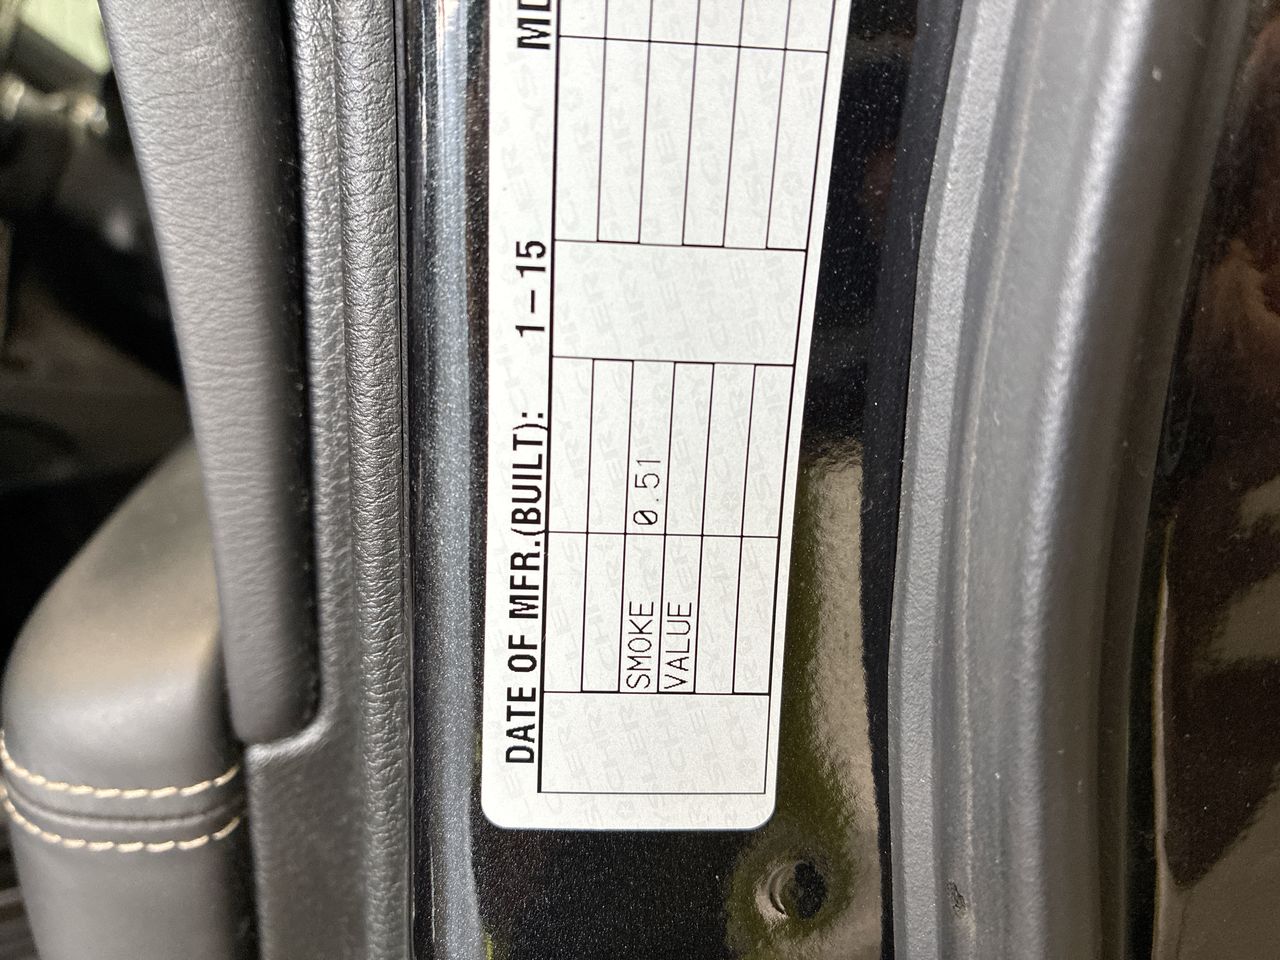 DATE OF MFR.(BUILT): 1-15
SMOKE 0.51
VALUE